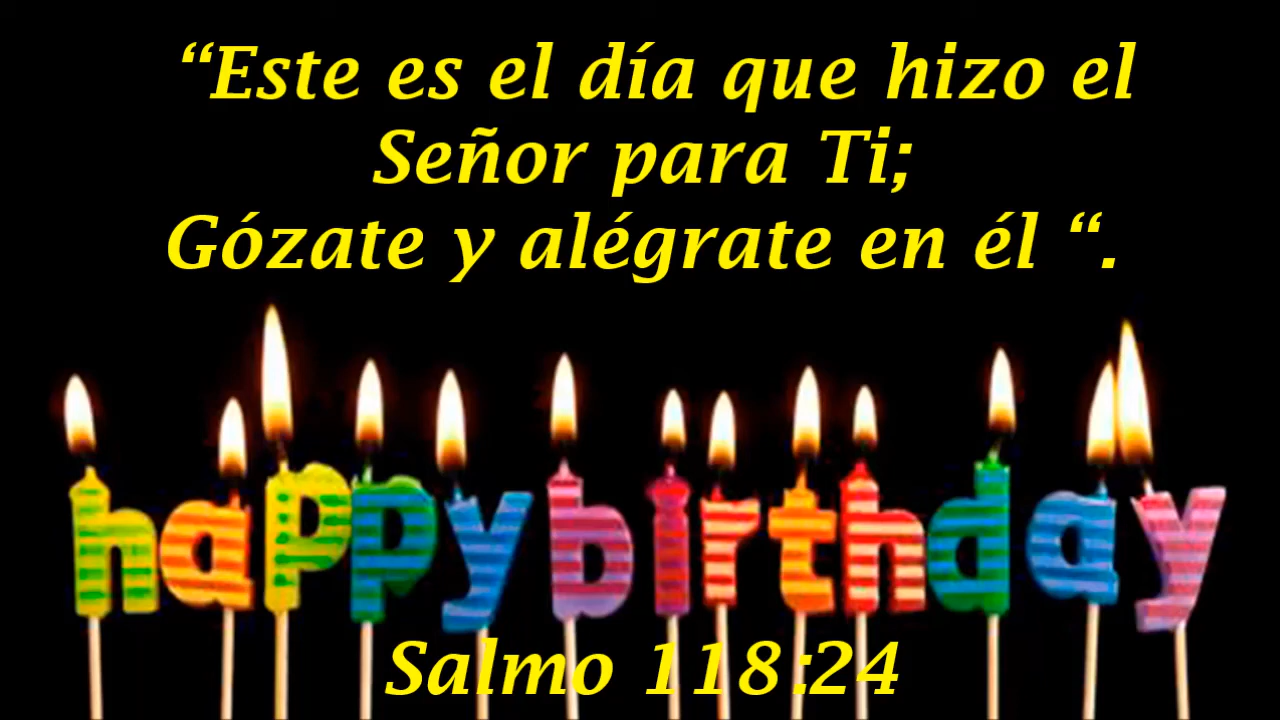 “Este es el día que hizo el
Señor para Ti;
Gózate y alégrate en él “.
happybirthday
Salmo 118:24